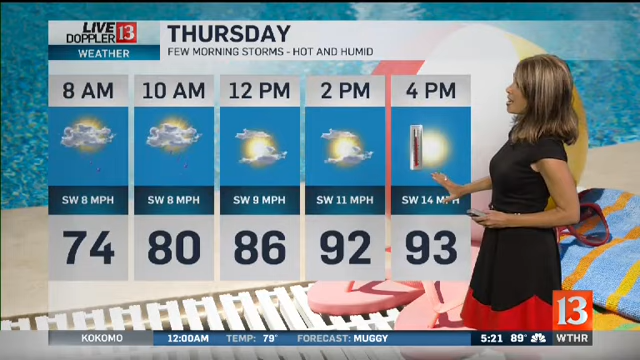 LIVE
DOPPLER 13
WEATHER
THURSDAY
FEW MORNING STORMS - HOT AND HUMID
8 AM 10 AM 12 PM 2 PM 4 PM
SW 8 MPH SW 8 MPH SW 9 MPH SW 11 MPH SW 14 MPH
74 80 86 92 93
13
KOKOMO 12:00AM TEMP: 79° FORECAST: MUGGY 5:21 89° WTHR